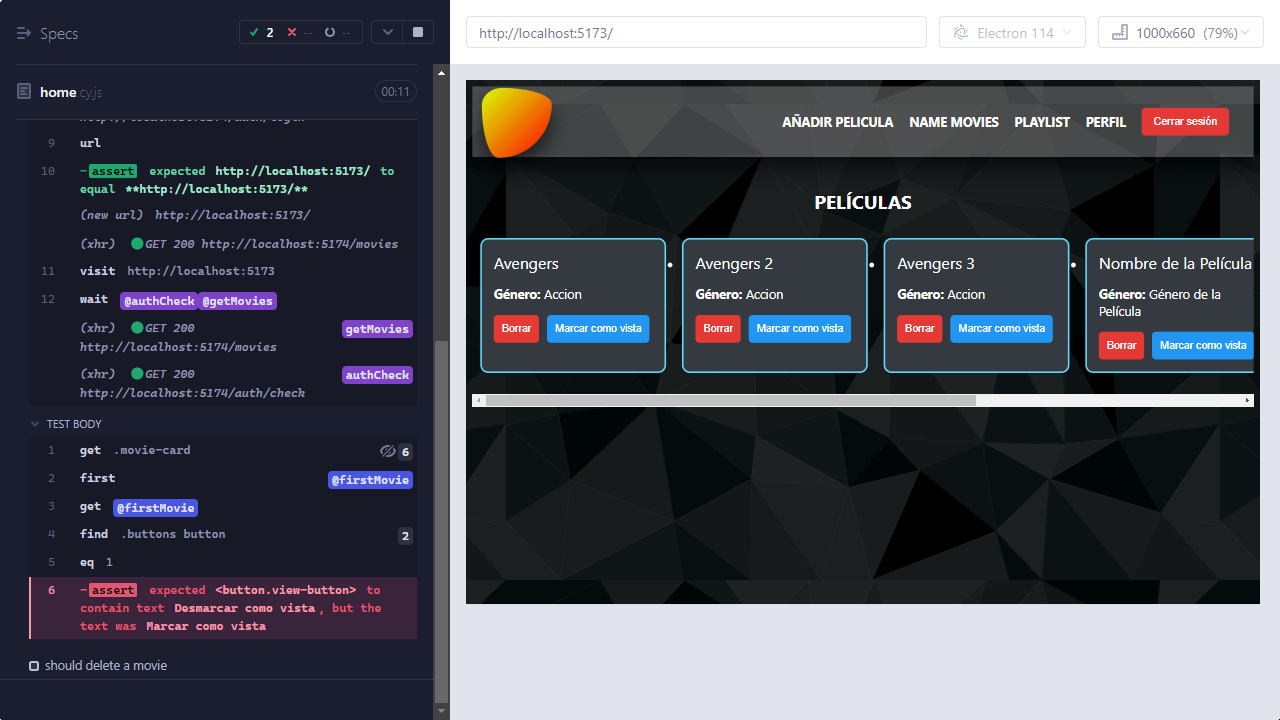 Specs
2
--
--
http://localhost:5173/
Electron 114
1000x660 (79%)
home.cy.js
00:11
http://localhost:5174/auth/login
9 url
10 -assert expected http://localhost:5173/ to
equal **http://localhost:5173/**
(new url) http://localhost:5173/
(xhr) GET 200 http://localhost:5174/movies
11 visit http://localhost:5173
12 wait @authCheck @getMovies
(xhr) GET 200 getMovies
http://localhost:5174/movies
(xhr) GET 200 authCheck
http://localhost:5174/auth/check
TEST BODY
1 get .movie-card 6
2 first @firstMovie
3 get @firstMovie
4 find .buttons button 2
5 eq 1
6 -assert expected <button.view-button> to
contain text Desmarcar como vista, but the
text was Marcar como vista
should delete a movie
AÑADIR PELICULA NAME MOVIES PLAYLIST PERFIL Cerrar sesión
PELÍCULAS
Avengers
Género: Accion
Borrar Marcar como vista
Avengers 2
Género: Accion
Borrar Marcar como vista
Avengers 3
Género: Accion
Borrar Marcar como vista
Nombre de la Película
Género: Género de la
Película
Borrar Marcar como vista